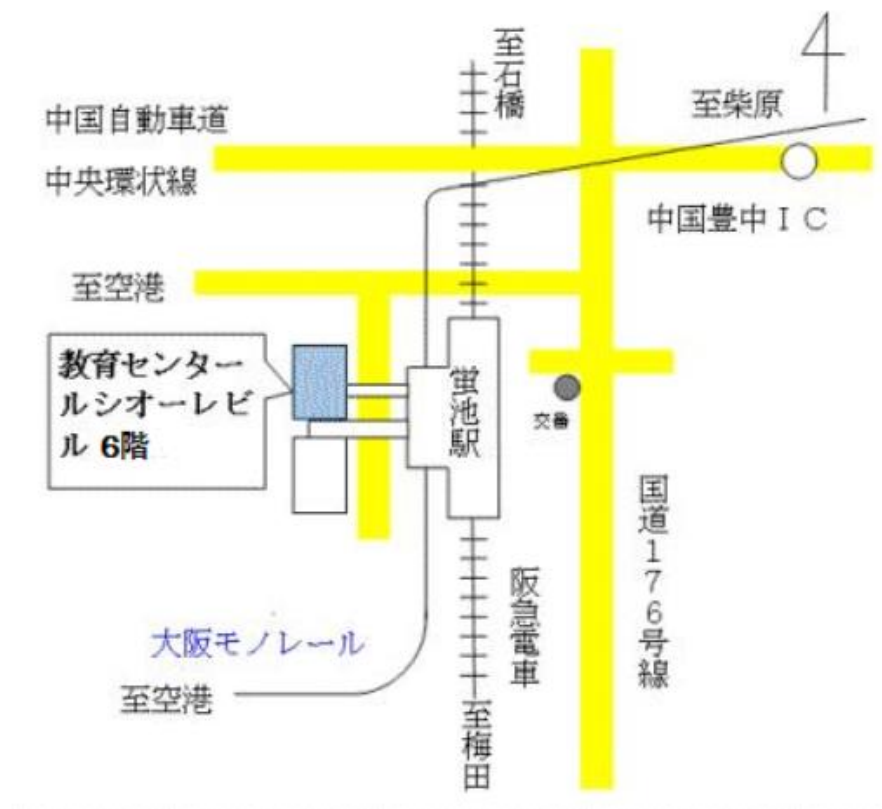 至石橋
至柴原
中国自動車道
中央環状線
中国豊中ＩＣ
至空港
教育センター
ルシオーレビ
ル 6階
蛍池駅
交番
国道１７６号線
阪急電車
大阪モノレール
至空港
至梅田